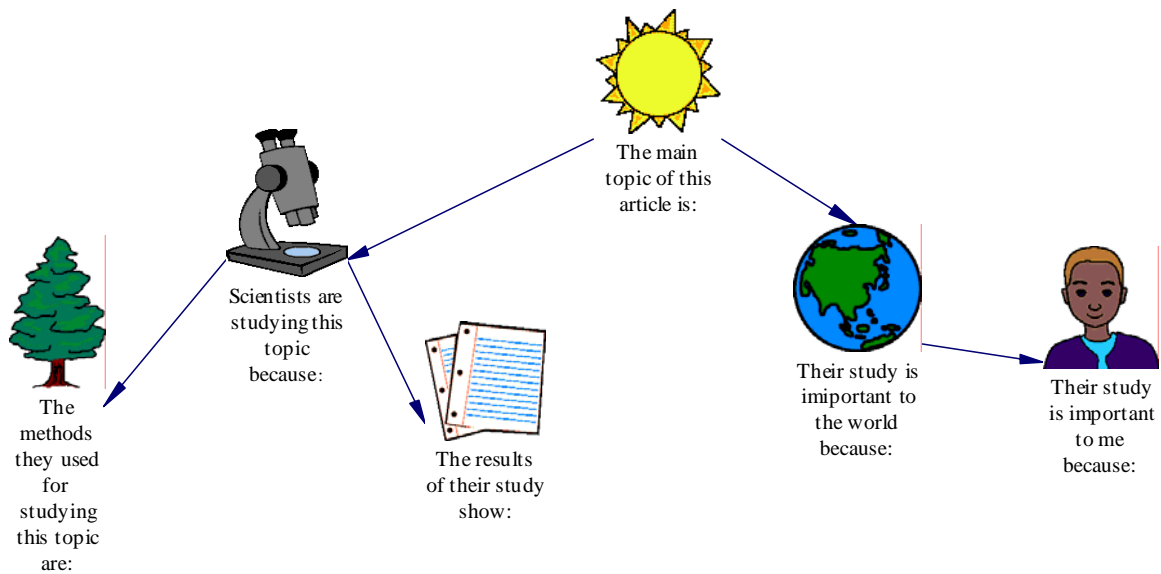 The main
topic of this
article is:
Scientists are
studying this
topic
because:
The
methods
they used
for
studying
this topic
are:
The results
of their study
show:
Their study is
imiportant to
the world
because:
Their study
is important
to me
because: